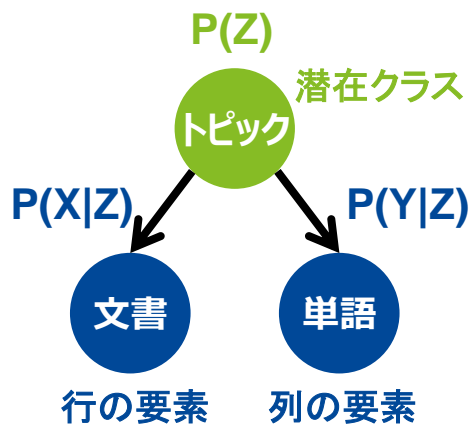 P(Z)
潜在クラス
トピック
P(X|Z)
P(Y|Z)
文書
単語
行の要素
列の要素